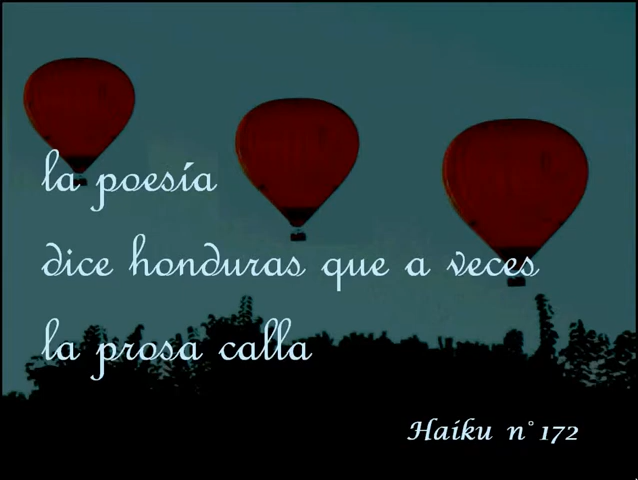 la poesía
dice honduras que a veces
la prosa calla
Haiku n° 172